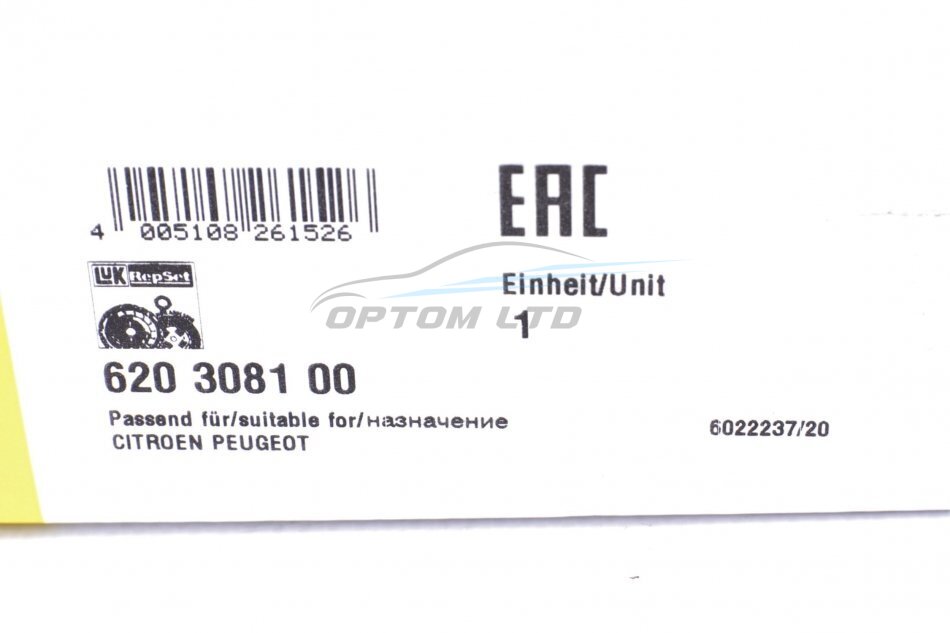 EAC
4 005108 261526
LUK RepSet
Einheit/Unit
OPTOM LTD
1
620 3081 00
Passend für/suitable for/назначение
6022237/20
CITROEN PEUGEOT